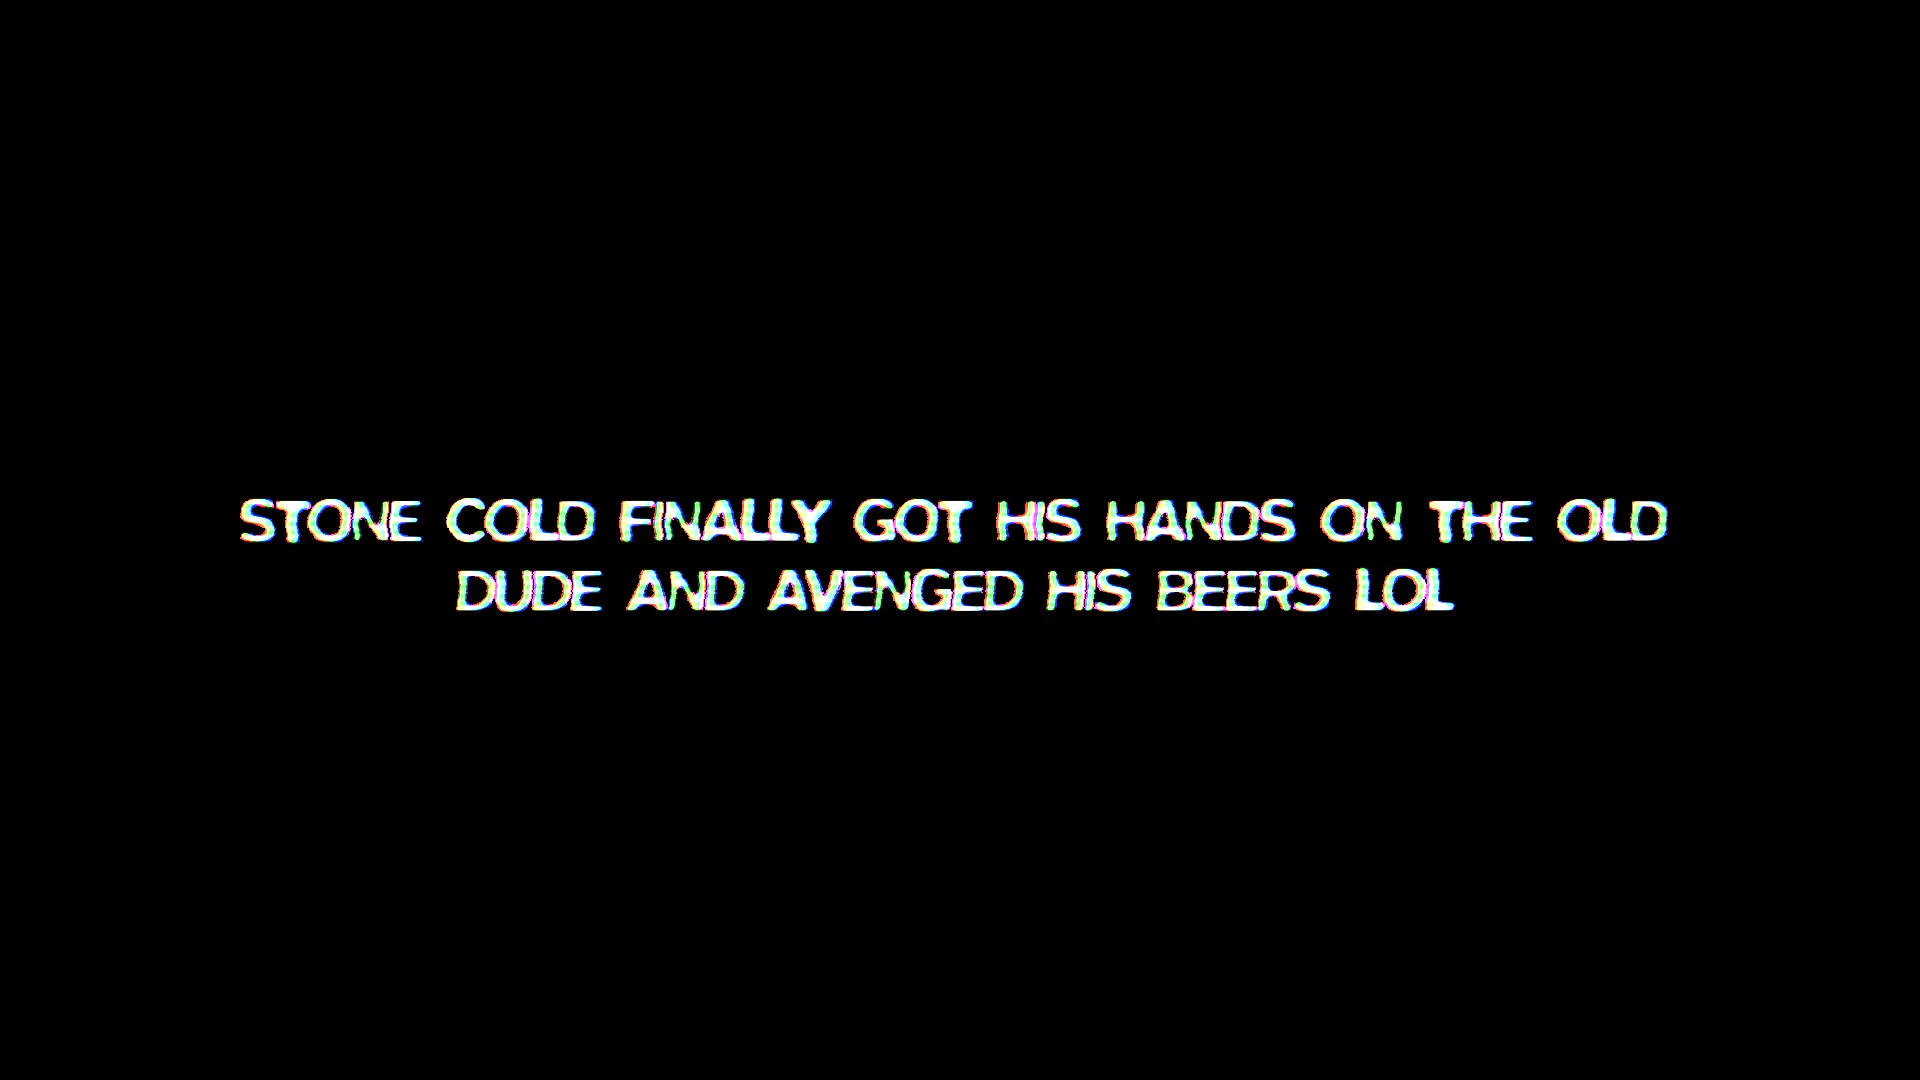 STONE COLD FINALLY GOT HIS HANDS ON THE OLD
DUDE AND AVENGED HIS BEERS LOL